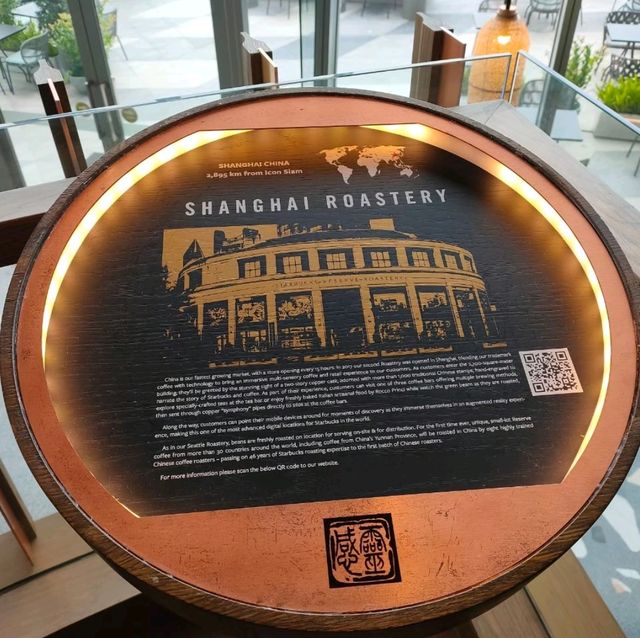 SHANGHAI CHINA
2,895 km from Icon Siam
SHANGHAI ROASTERY
STARBUCKS RESERVE ROASTERY
China is our fastest growing market, with a store opening every 15 hours. In 2017 our second Roastery was opened in Shanghai, blending our trademark
coffee with technology to bring an immersive multi-sensory coffee and retail experience to our customers. As customers enter the 2,700-square-meter
building, they'll be greeted by the stunning sight of a two-story copper cask, adorned with more than 1,000 traditional Chinese stamps, hand-engraved to
narrate the story of Starbucks and coffee. As part of their experience, customers can visit one of three coffee bars offering multiple brewing methods,
explore specially-crafted teas at the tea bar or enjoy freshly baked Italian artisanal food by Rocco Princi while watch the green beans as they are roasted,
then sent through copper "symphony" pipes directly to silos at the coffee bars.
Along the way, customers can point their mobile devices around for moments of discovery as they immerse themselves in an augmented reality experi-
ence, making this one of the most advanced digital locations for Starbucks in the world.
As in our Seattle Roastery, beans are freshly roasted on location for serving on-site & for distribution. For the first time ever, unique, small-lot Reserve
coffee from more than 30 countries around the world, including coffee from China's Yunnan Province, will be roasted in China by eight highly trained
Chinese coffee roasters – passing on 46 years of Starbucks roasting expertise to the first batch of Chinese roasters.
For more information please scan the below QR code to our website.
靈感